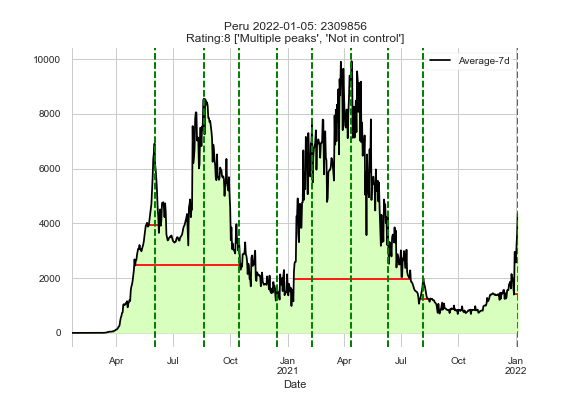 Peru 2022-01-05: 2309856
Rating:8 ['Multiple peaks', 'Not in control']
Average-7d
10000
8000
6000
4000
2000
0
Apr
Jul
Oct
Jan
2021
Apr
Jul
Oct
Jan
2022
Date